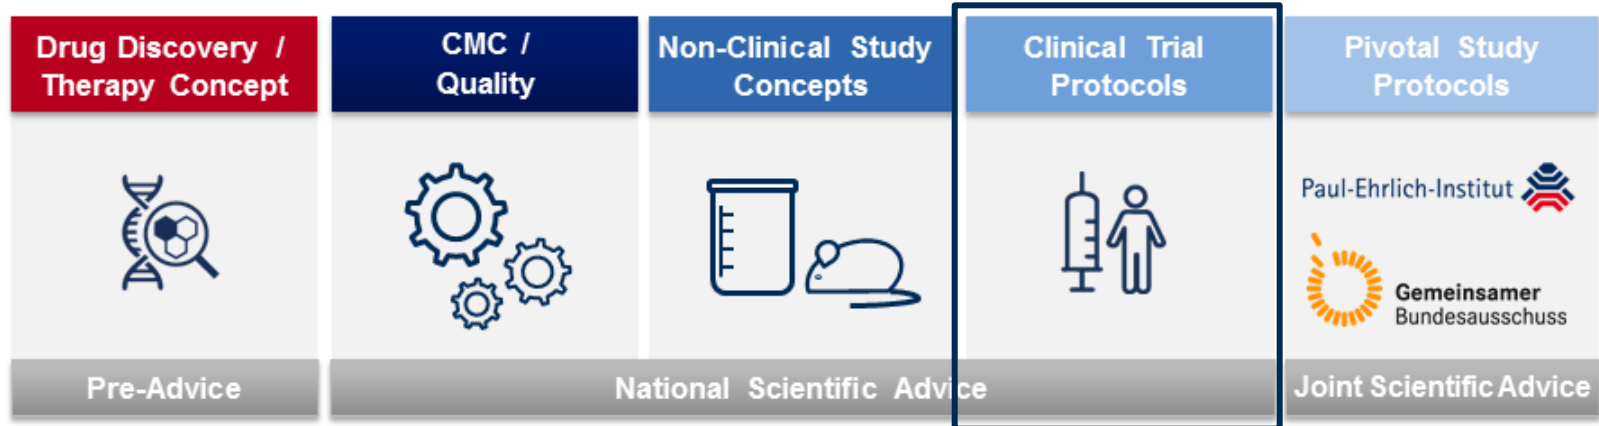 Drug Discovery /
Therapy Concept
CMC /
Quality
Non-Clinical Study
Concepts
Clinical Trial
Protocols
Pivotal Study
Protocols
Paul-Ehrlich-Institut
Gemeinsamer
Bundesausschuss
Pre-Advice
National Scientific Advice
Joint Scientific Advice